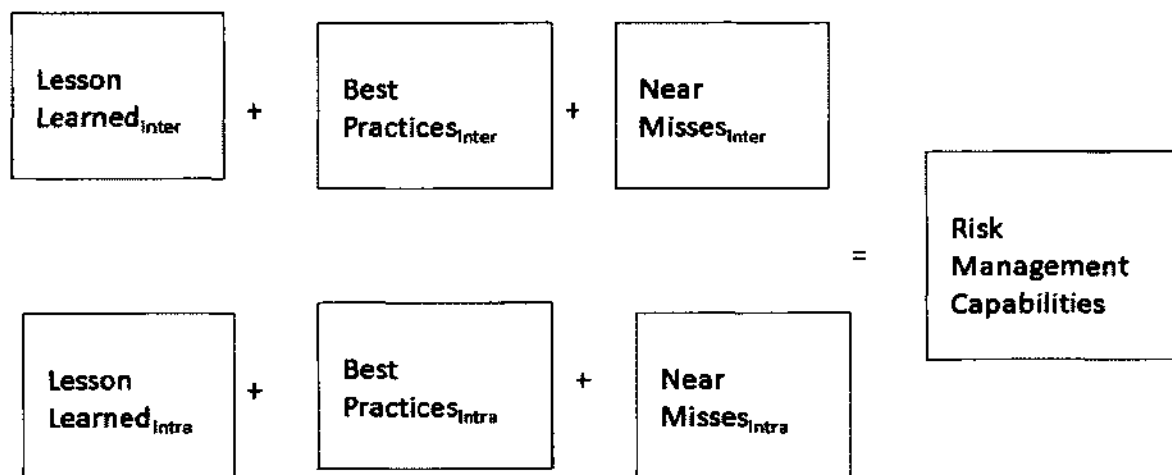 Lesson
Learned_inter
+
Best
Practices_Inter
+
Near
Misses_Inter
=
Risk
Management
Capabilities
Lesson
Learned_Intra
+
Best
Practices_Intra
+
Near
Misses_Intra